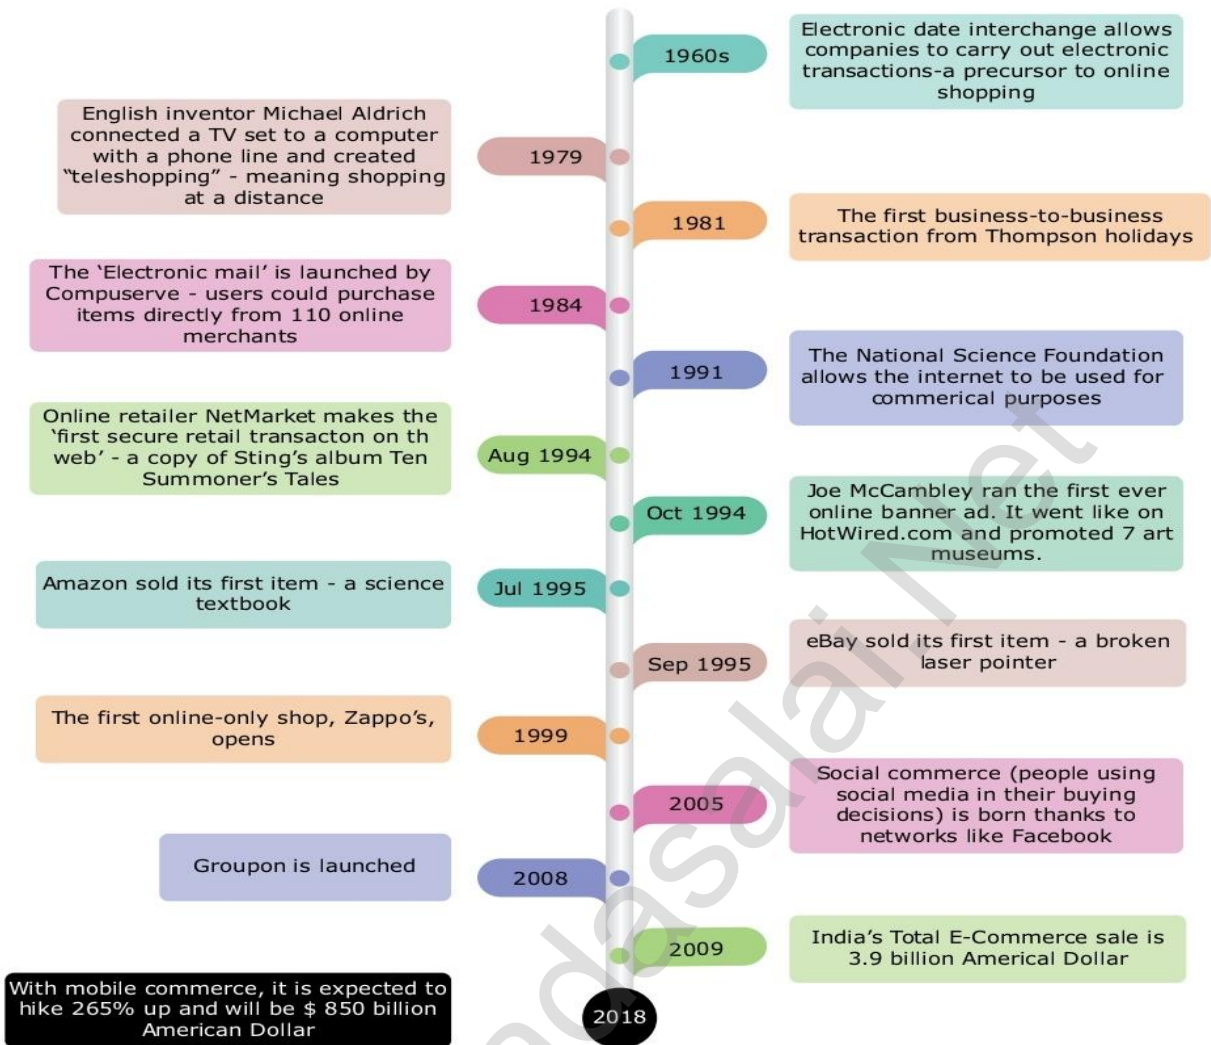 1960s
Electronic date interchange allows
companies to carry out electronic
transactions-a precursor to online
shopping
English inventor Michael Aldrich
connected a TV set to a computer
with a phone line and created
“teleshopping” - meaning shopping
at a distance
1979
1981
The first business-to-business
transaction from Thompson holidays
The ‘Electronic mail’ is launched by
Compuserve - users could purchase
items directly from 110 online
merchants
1984
1991
The National Science Foundation
allows the internet to be used for
commerical purposes
Online retailer NetMarket makes the
‘first secure retail transacton on th
web’ - a copy of Sting’s album Ten
Summoner’s Tales
Aug 1994
Oct 1994
Joe McCambley ran the first ever
online banner ad. It went like on
HotWired.com and promoted 7 art
museums.
Amazon sold its first item - a science
textbook
Jul 1995
Sep 1995
eBay sold its first item - a broken
laser pointer
The first online-only shop, Zappo’s,
opens
1999
2005
Social commerce (people using
social media in their buying
decisions) is born thanks to
networks like Facebook
Groupon is launched
2008
2009
India’s Total E-Commerce sale is
3.9 billion Americal Dollar
With mobile commerce, it is expected to
hike 265% up and will be $ 850 billion
American Dollar
2018
adasalai.Net